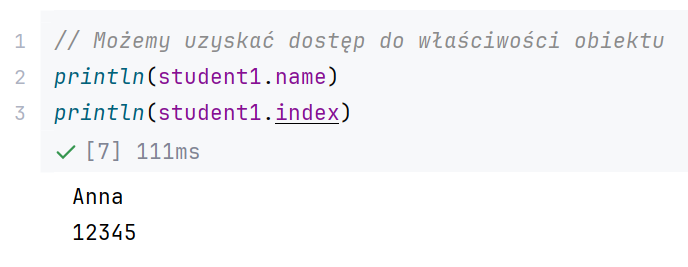 1 // Możemy uzyskać dostęp do właściwości obiektu
2 println(student1.name)
3 println(student1.index)
✓ [7] 111ms
Anna
12345